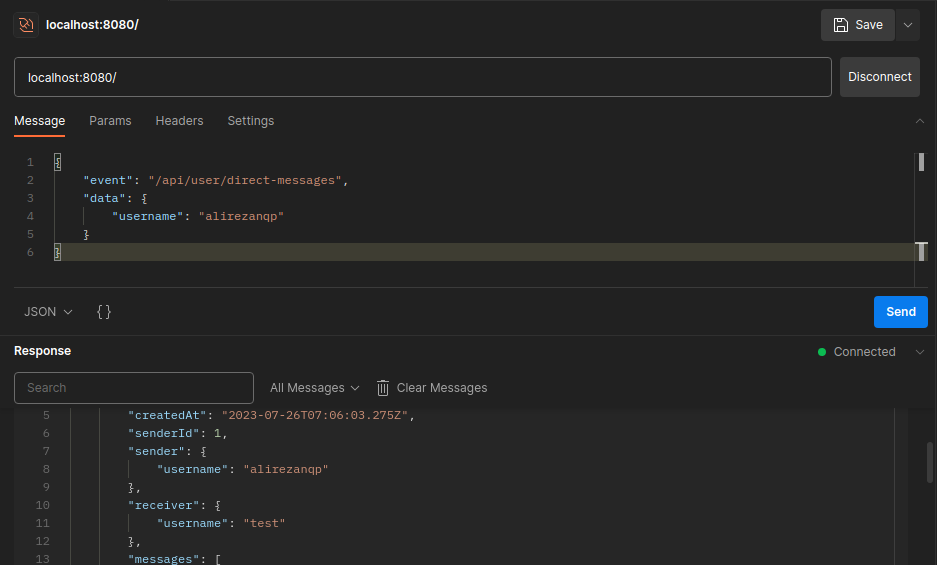 localhost:8080/
Save
localhost:8080/
Disconnect
Message Params Headers Settings
1 {
2 "event": "/api/user/direct-messages",
3 "data": {
4 "username": "alirezanqp"
5 }
6 }
JSON {}
Send
Response
Connected
Search
All Messages
Clear Messages
5 "createdAt": "2023-07-26T07:06:03.275Z",
6 "senderId": 1,
7 "sender": {
8 "username": "alirezanqp"
9 },
10 "receiver": {
11 "username": "test"
12 },
13 "messages": [